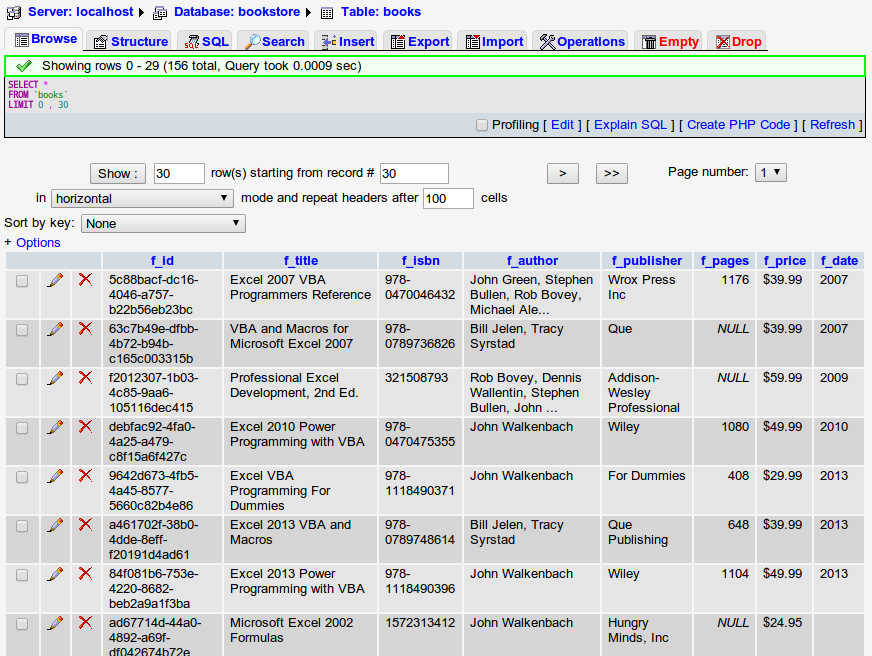 Server: localhost Database: bookstore Table: books
Browse Structure SQL Search Insert Export Import Operations Empty Drop
Showing rows 0 - 29 (156 total, Query took 0.0009 sec)
SELECT *
FROM `books`
LIMIT 0 , 30
Profiling [ Edit ] [ Explain SQL ] [ Create PHP Code ] [ Refresh ]
Show : 30 row(s) starting from record # 30 > >> Page number: 1
in horizontal mode and repeat headers after 100 cells
Sort by key: None
+ Options
f_id f_title f_isbn f_author f_publisher f_pages f_price f_date
5c88bacf-dc16- Excel 2007 VBA 978- John Green, Stephen Wrox Press 1176 $39.99 2007
4046-a757- Programmers Reference 0470046432 Bullen, Rob Bovey, Inc
b22b56eb23bc Michael Ale...
63c7b49e-dfbb- VBA and Macros for 978- Bill Jelen, Tracy Que NULL $39.99 2007
4b72-b94b- Microsoft Excel 2007 0789736826 Syrstad
c165c003315b
f2012307-1b03- Professional Excel 321508793 Rob Bovey, Dennis Addison- NULL $59.99 2009
4c85-9aa6- Development, 2nd Ed. Wallentin, Stephen Wesley
105116dec415 Bullen, John ... Professional
debfac92-4fa0- Excel 2010 Power 978- John Walkenbach Wiley 1080 $49.99 2010
4a25-a479- Programming with VBA 0470475355
c8f15a6f427c
9642d673-4fb5- Excel VBA 978- John Walkenbach For Dummies 408 $29.99 2013
4a45-8577- Programming For 1118490371
5660c82b4e86 Dummies
a461702f-38b0- Excel 2013 VBA and 978- Bill Jelen, Tracy Que 648 $39.99 2013
4dde-8eff- Macros 0789748614 Syrstad Publishing
f20191d4ad61
84f081b6-753e- Excel 2013 Power 978- John Walkenbach Wiley 1104 $49.99 2013
4220-8682- Programming with VBA 1118490396
beb2a9a1f3ba
ad67714d-44a0- Microsoft Excel 2002 1572313412 John Walkenbach Hungry NULL $24.95
4892-a69f- Formulas Minds, Inc
df042674b72e